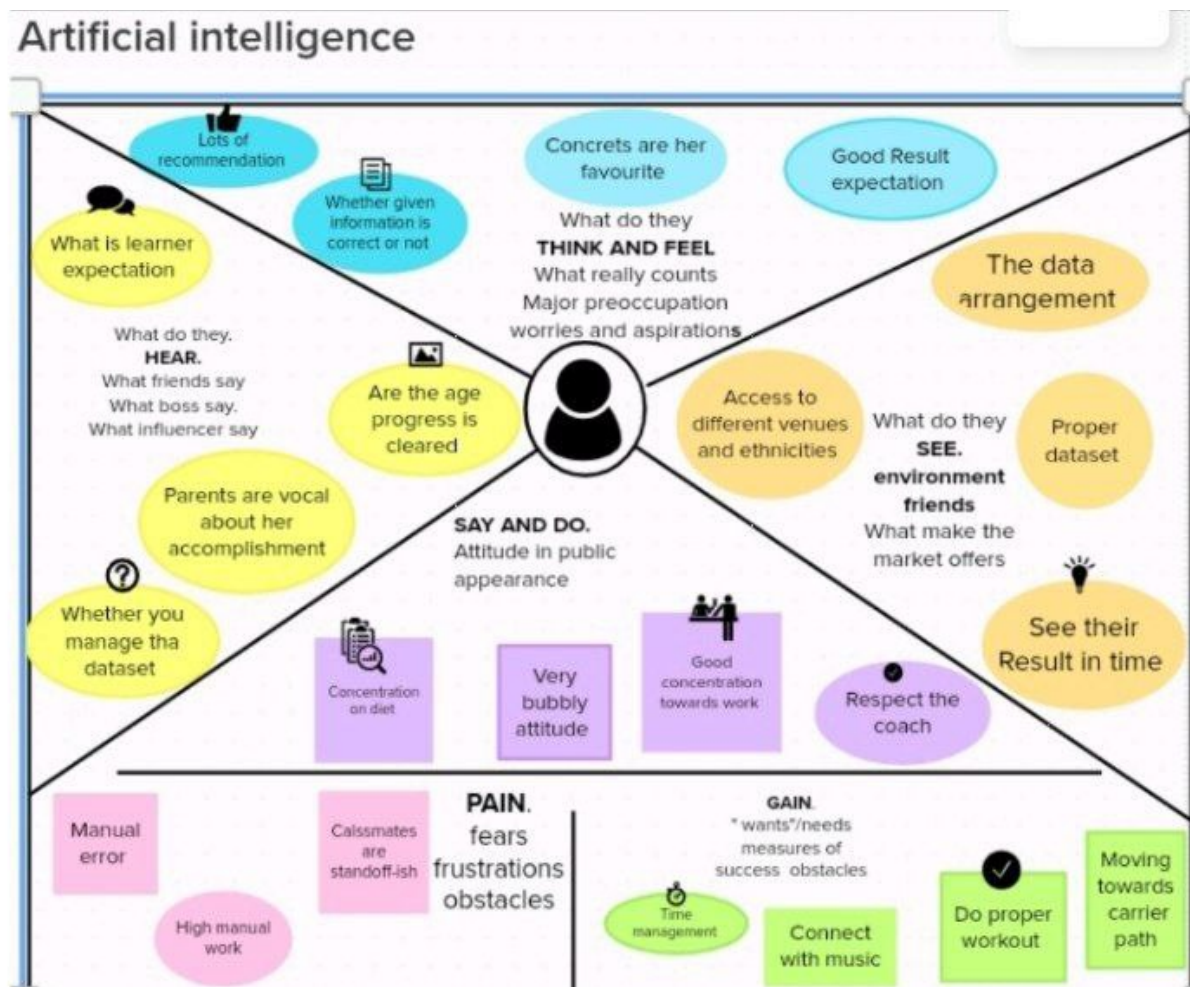 Artificial intelligence
Lots of
recommendation
Whether given
information is
correct or not
Concrets are her
favourite
Good Result
expectation
What do they
THINK AND FEEL
What really counts
Major preoccupation
worries and aspirations
What is learner
expectation
What do they.
HEAR.
What friends say
What boss say.
What influencer say
Are the age
progress is
cleared
Parents are vocal
about her
accomplishment
Whether you
manage tha
dataset
The data
arrangement
Access to
different venues
and ethnicities
What do they
SEE.
environment
friends
What make the
market offers
Proper
dataset
See their
Result in time
SAY AND DO.
Attitude in public
appearance
Concentration
on diet
Very
bubbly
attitude
Good
concentration
towards work
Respect the
coach
Manual
error
High manual
work
Calssmates
are
standoff-ish
PAIN.
fears
frustrations
obstacles
GAIN.
"wants"/needs
measures of
success obstacles
Time
management
Connect
with music
Do proper
workout
Moving
towards
carrier
path